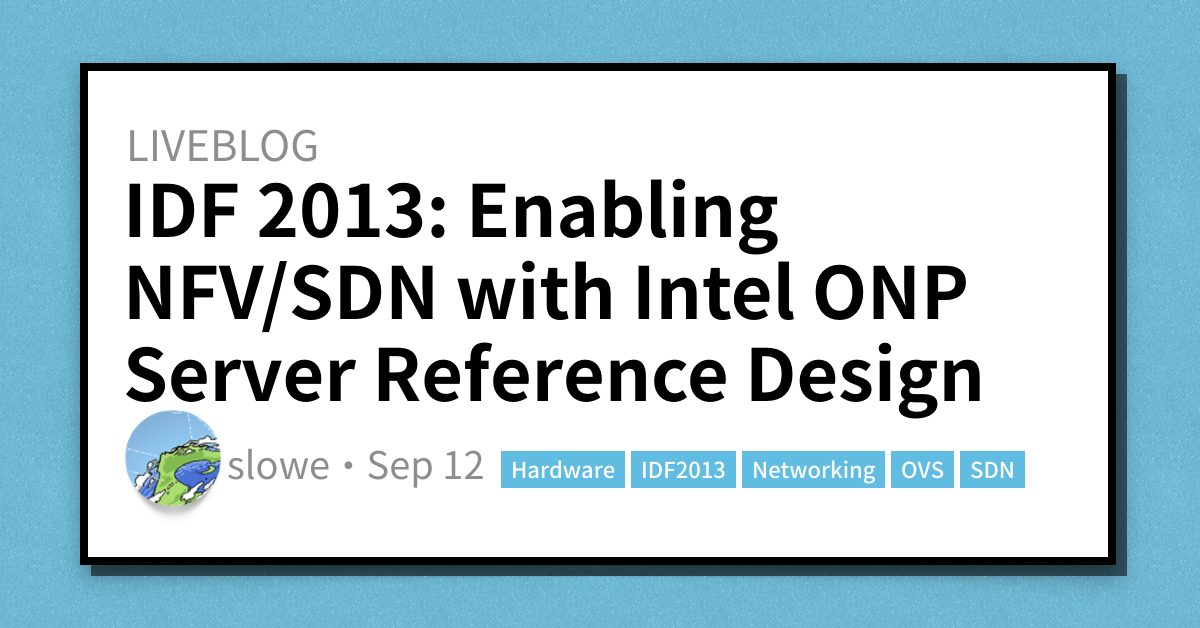 LIVEBLOG
IDF 2013: Enabling
NFV/SDN with Intel ONP
Server Reference Design
slowe • Sep 12 Hardware IDF2013 Networking OVS SDN